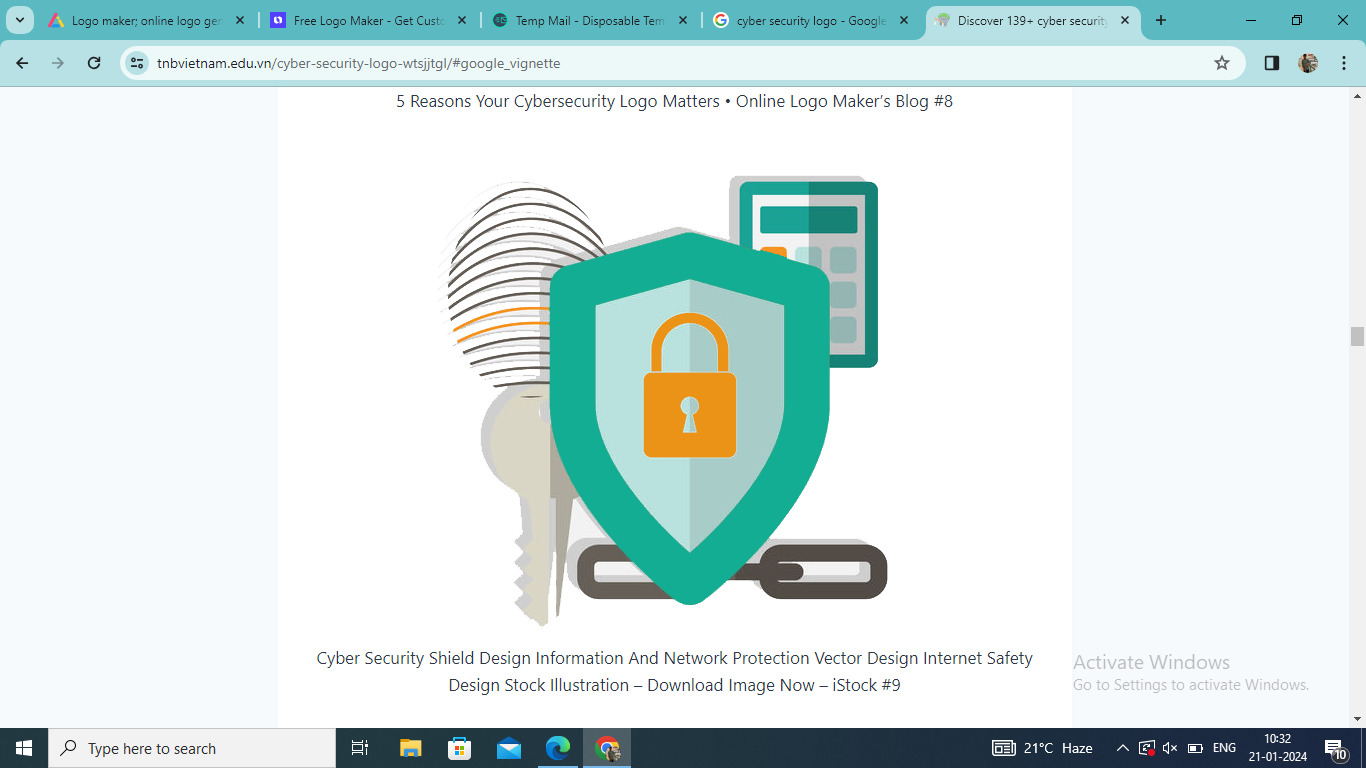 Logo maker; online logo ger
Free Logo Maker - Get Custo
Temp Mail - Disposable Tem
cyber security logo - Google
Discover 139+ cyber security
tnbvietnam.edu.vn/cyber-security-logo-wtsjjtgl/#google_vignette
5 Reasons Your Cybersecurity Logo Matters • Online Logo Maker's Blog #8
Cyber Security Shield Design Information And Network Protection Vector Design Internet Safety
Design Stock Illustration – Download Image Now – iStock #9
Activate Windows
Go to Settings to activate Windows.
Type here to search
21°C Haze
ENG
10:32
21-01-2024
10